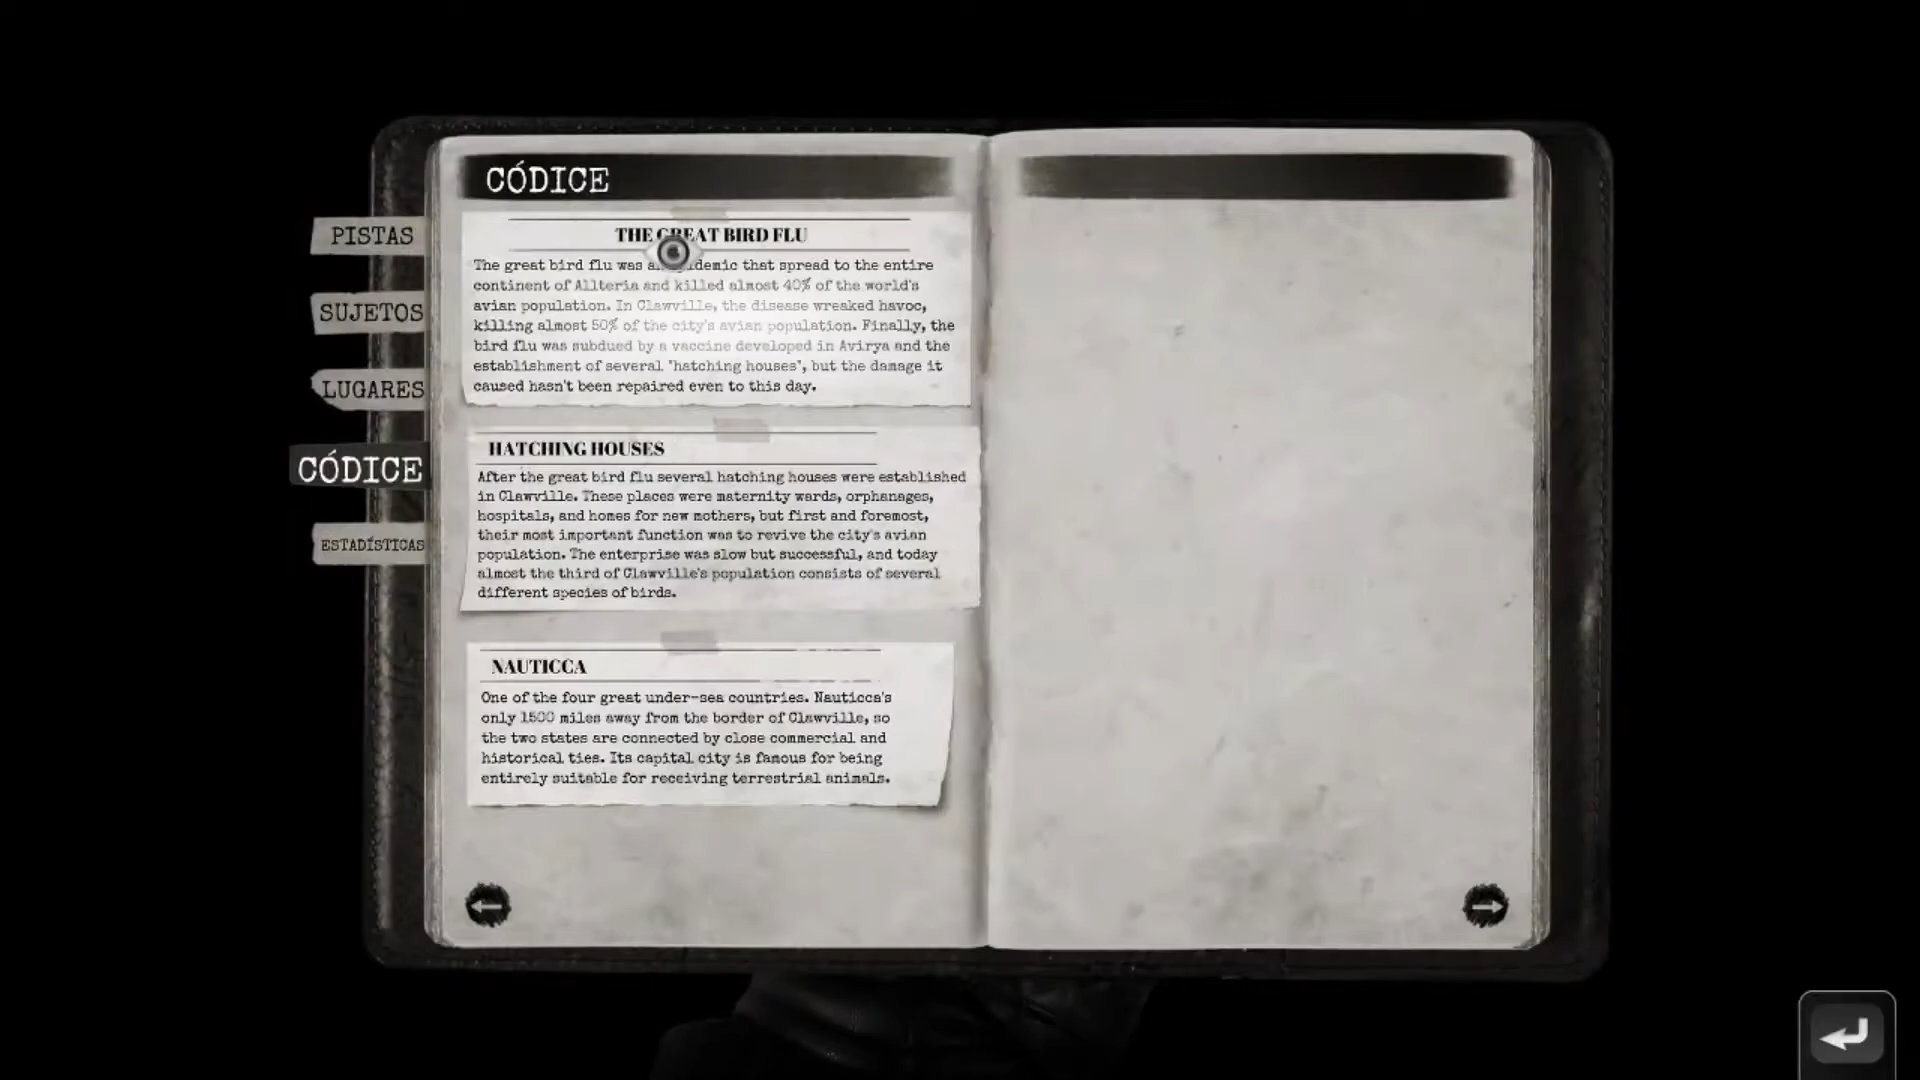 CÓDICE
PISTAS
SUJETOS
LUGARES
CÓDICE
ESTADÍSTICAS
THE GREAT BIRD FLU
The great bird flu was an epidemic that spread to the entire
continent of Allteria and killed almost 40% of the world's
avian population. In Clawville, the disease wreaked havoc,
killing almost 50% of the city's avian population. Finally, the
bird flu was subdued by a vaccine developed in Avirya and the
establishment of several "hatching houses", but the damage it
caused hasn't been repaired even to this day.
HATCHING HOUSES
After the great bird flu several hatching houses were established
in Clawville. These places were maternity wards, orphanages,
hospitals, and homes for new mothers, but first and foremost,
their most important function was to revive the city's avian
population. The enterprise was slow but successful, and today
almost the third of Clawville's population consists of several
different species of birds.
NAUTICCA
One of the four great under-sea countries. Nauticca's
only 1500 miles away from the border of Clawville, so
the two states are connected by close commercial and
historical ties. Its capital city is famous for being
entirely suitable for receiving terrestrial animals.